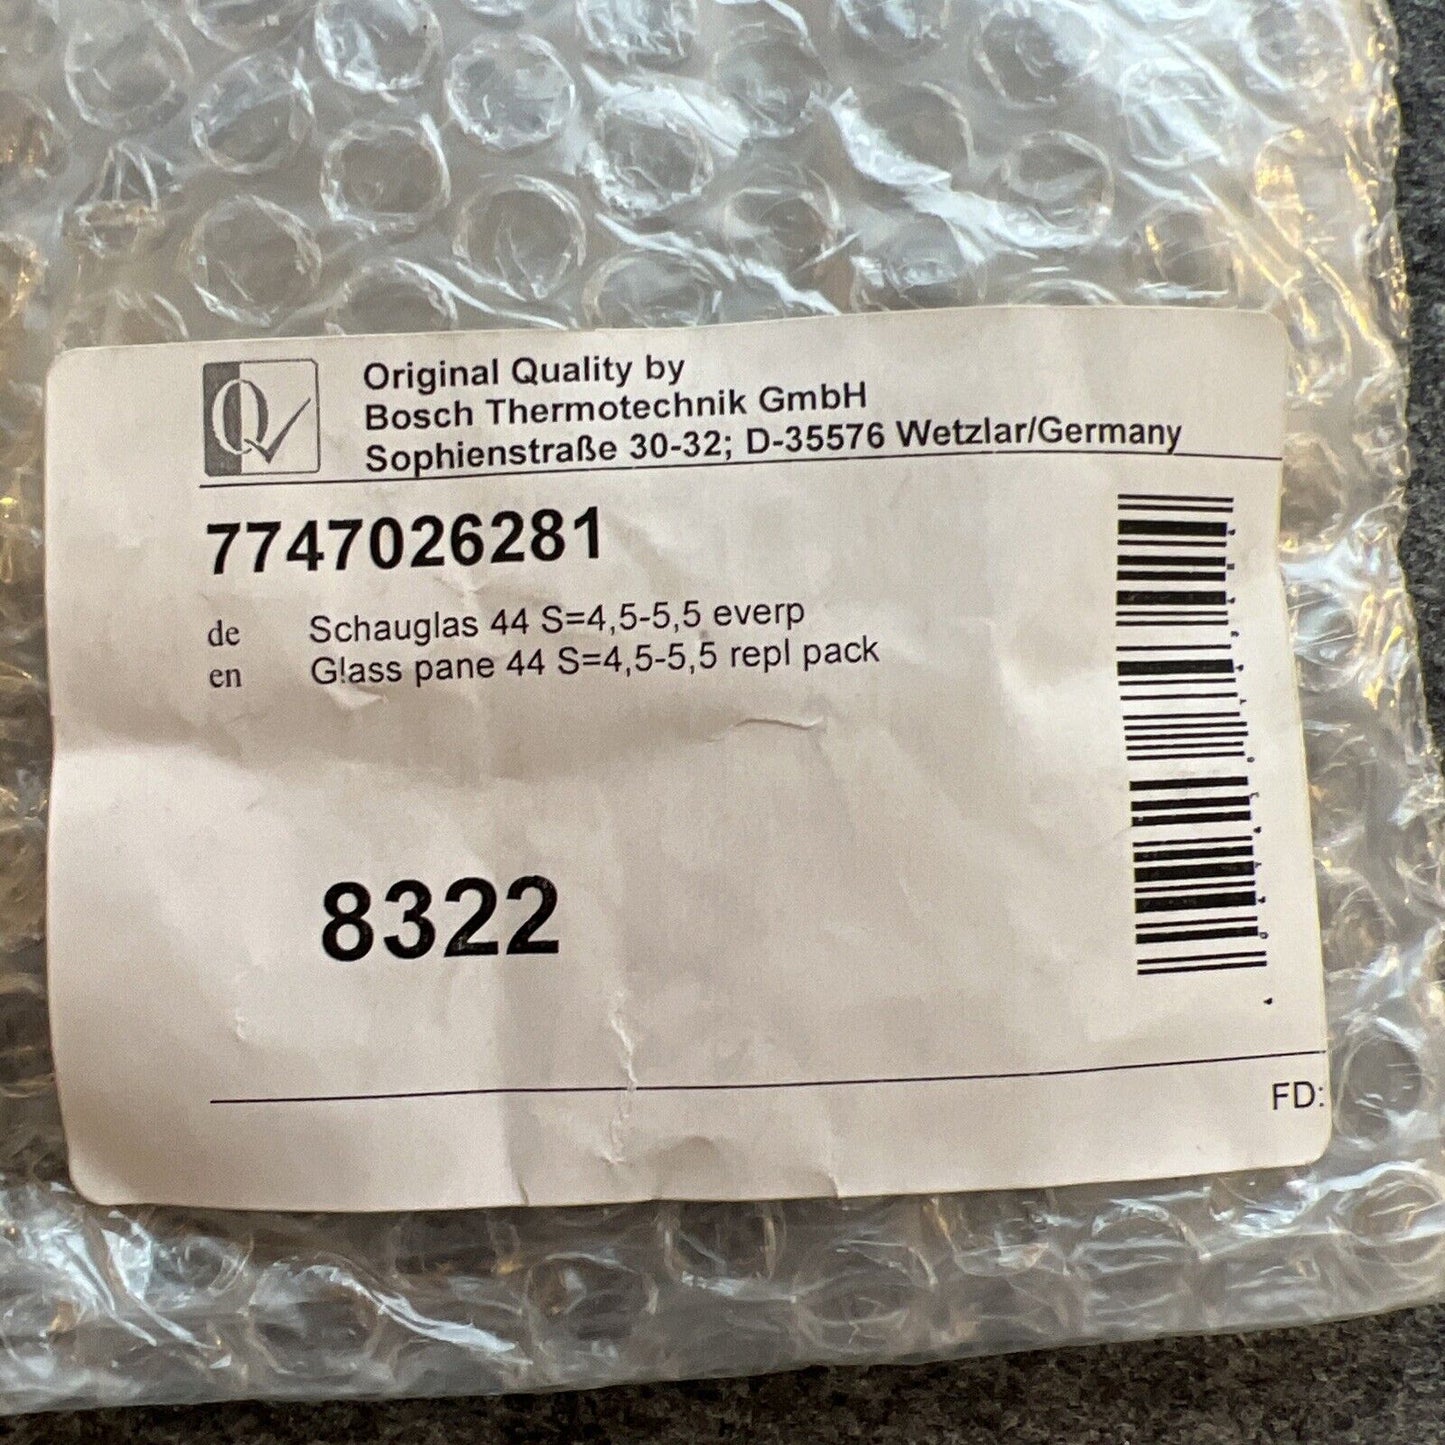 Q
Original Quality by
Bosch Thermotechnik GmbH
Sophienstraße 30-32; D-35576 Wetzlar/Germany
7747026281
de Schauglas 44 S=4,5-5,5 everp
en Glass pane 44 S=4,5-5,5 repl pack
8322
FD: